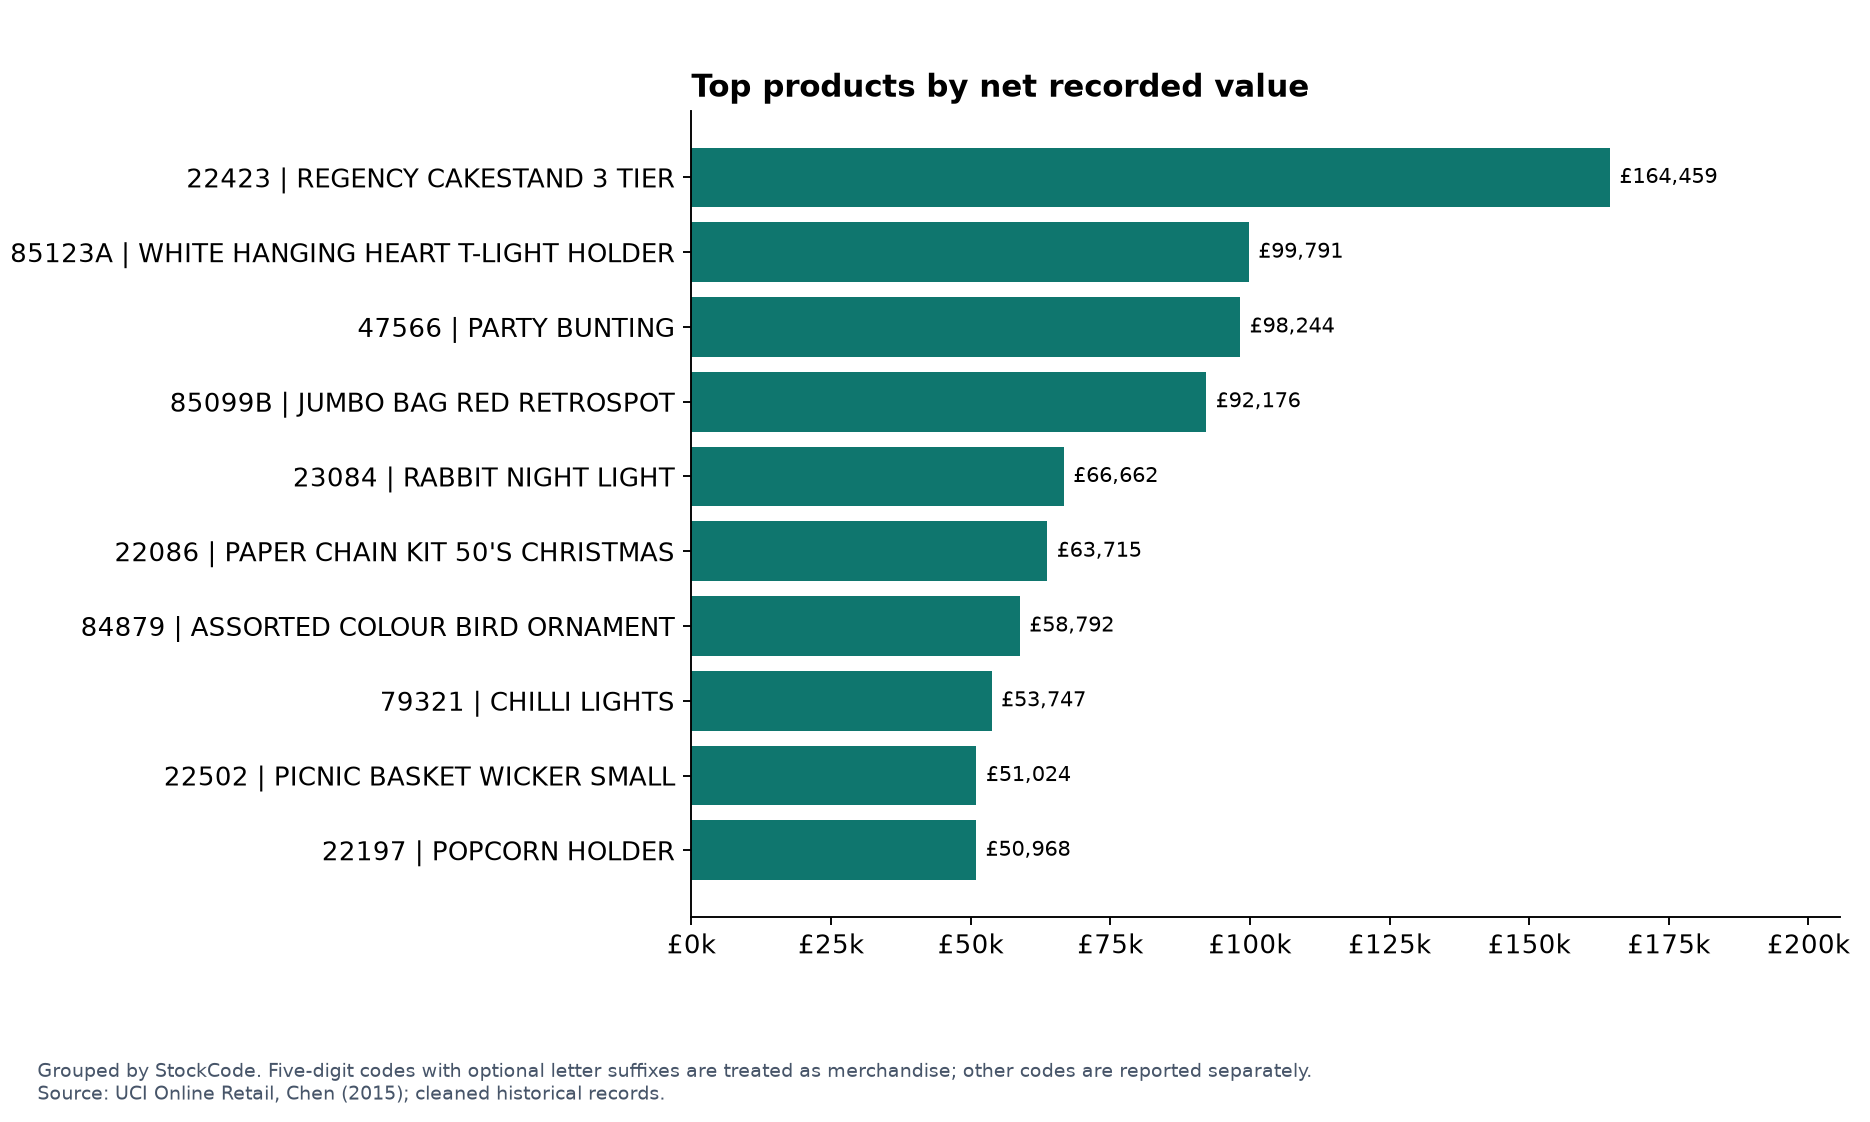 Top products by net recorded value
22423 | REGENCY CAKESTAND 3 TIER £164,459
85123A | WHITE HANGING HEART T-LIGHT HOLDER £99,791
47566 | PARTY BUNTING £98,244
85099B | JUMBO BAG RED RETROSPOT £92,176
23084 | RABBIT NIGHT LIGHT £66,662
22086 | PAPER CHAIN KIT 50'S CHRISTMAS £63,715
84879 | ASSORTED COLOUR BIRD ORNAMENT £58,792
79321 | CHILLI LIGHTS £53,747
22502 | PICNIC BASKET WICKER SMALL £51,024
22197 | POPCORN HOLDER £50,968
£0k £25k £50k £75k £100k £125k £150k £175k £200k
Grouped by StockCode. Five-digit codes with optional letter suffixes are treated as merchandise; other codes are reported separately.
Source: UCI Online Retail, Chen (2015); cleaned historical records.